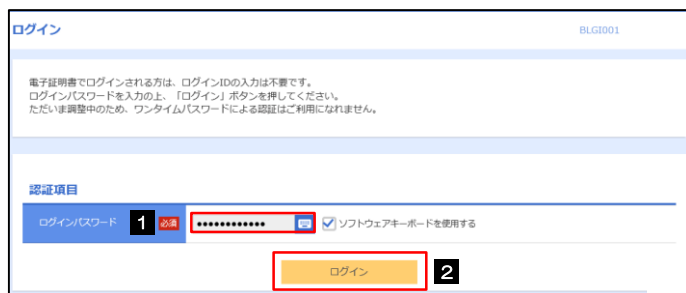 ログイン BLGI001
電子証明書でログインされる方は、ログインIDの入力は不要です。
ログインパスワードを入力の上、「ログイン」ボタンを押してください。
ただいま調整中のため、ワンタイムパスワードによる認証はご利用になれません。
認証項目
ログインパスワード 1 必須 •••••••••••• ソフトウェアキーボードを使用する
ログイン 2